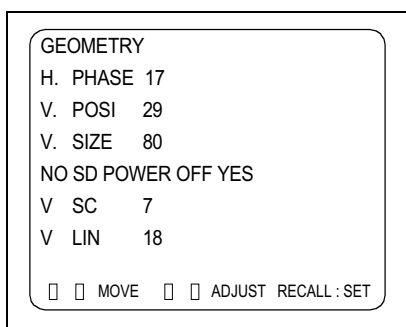 GEOMETRY
H. PHASE 17
V. POSI 29
V. SIZE 80
NO SD POWER OFF YES
V SC 7
V LIN 18
▯ ▯ MOVE ▯ ▯ ADJUST RECALL : SET